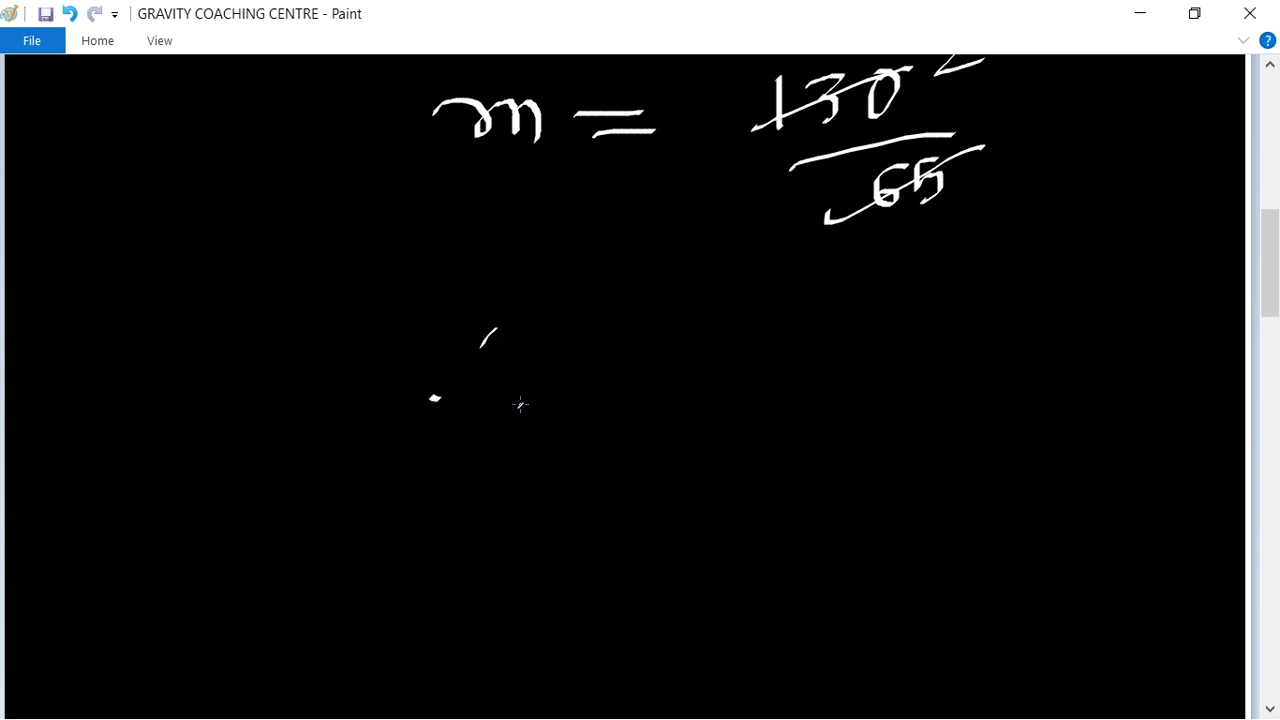 GRAVITY COACHING CENTRE - Paint
File Home View
m = 130 2
65
∴